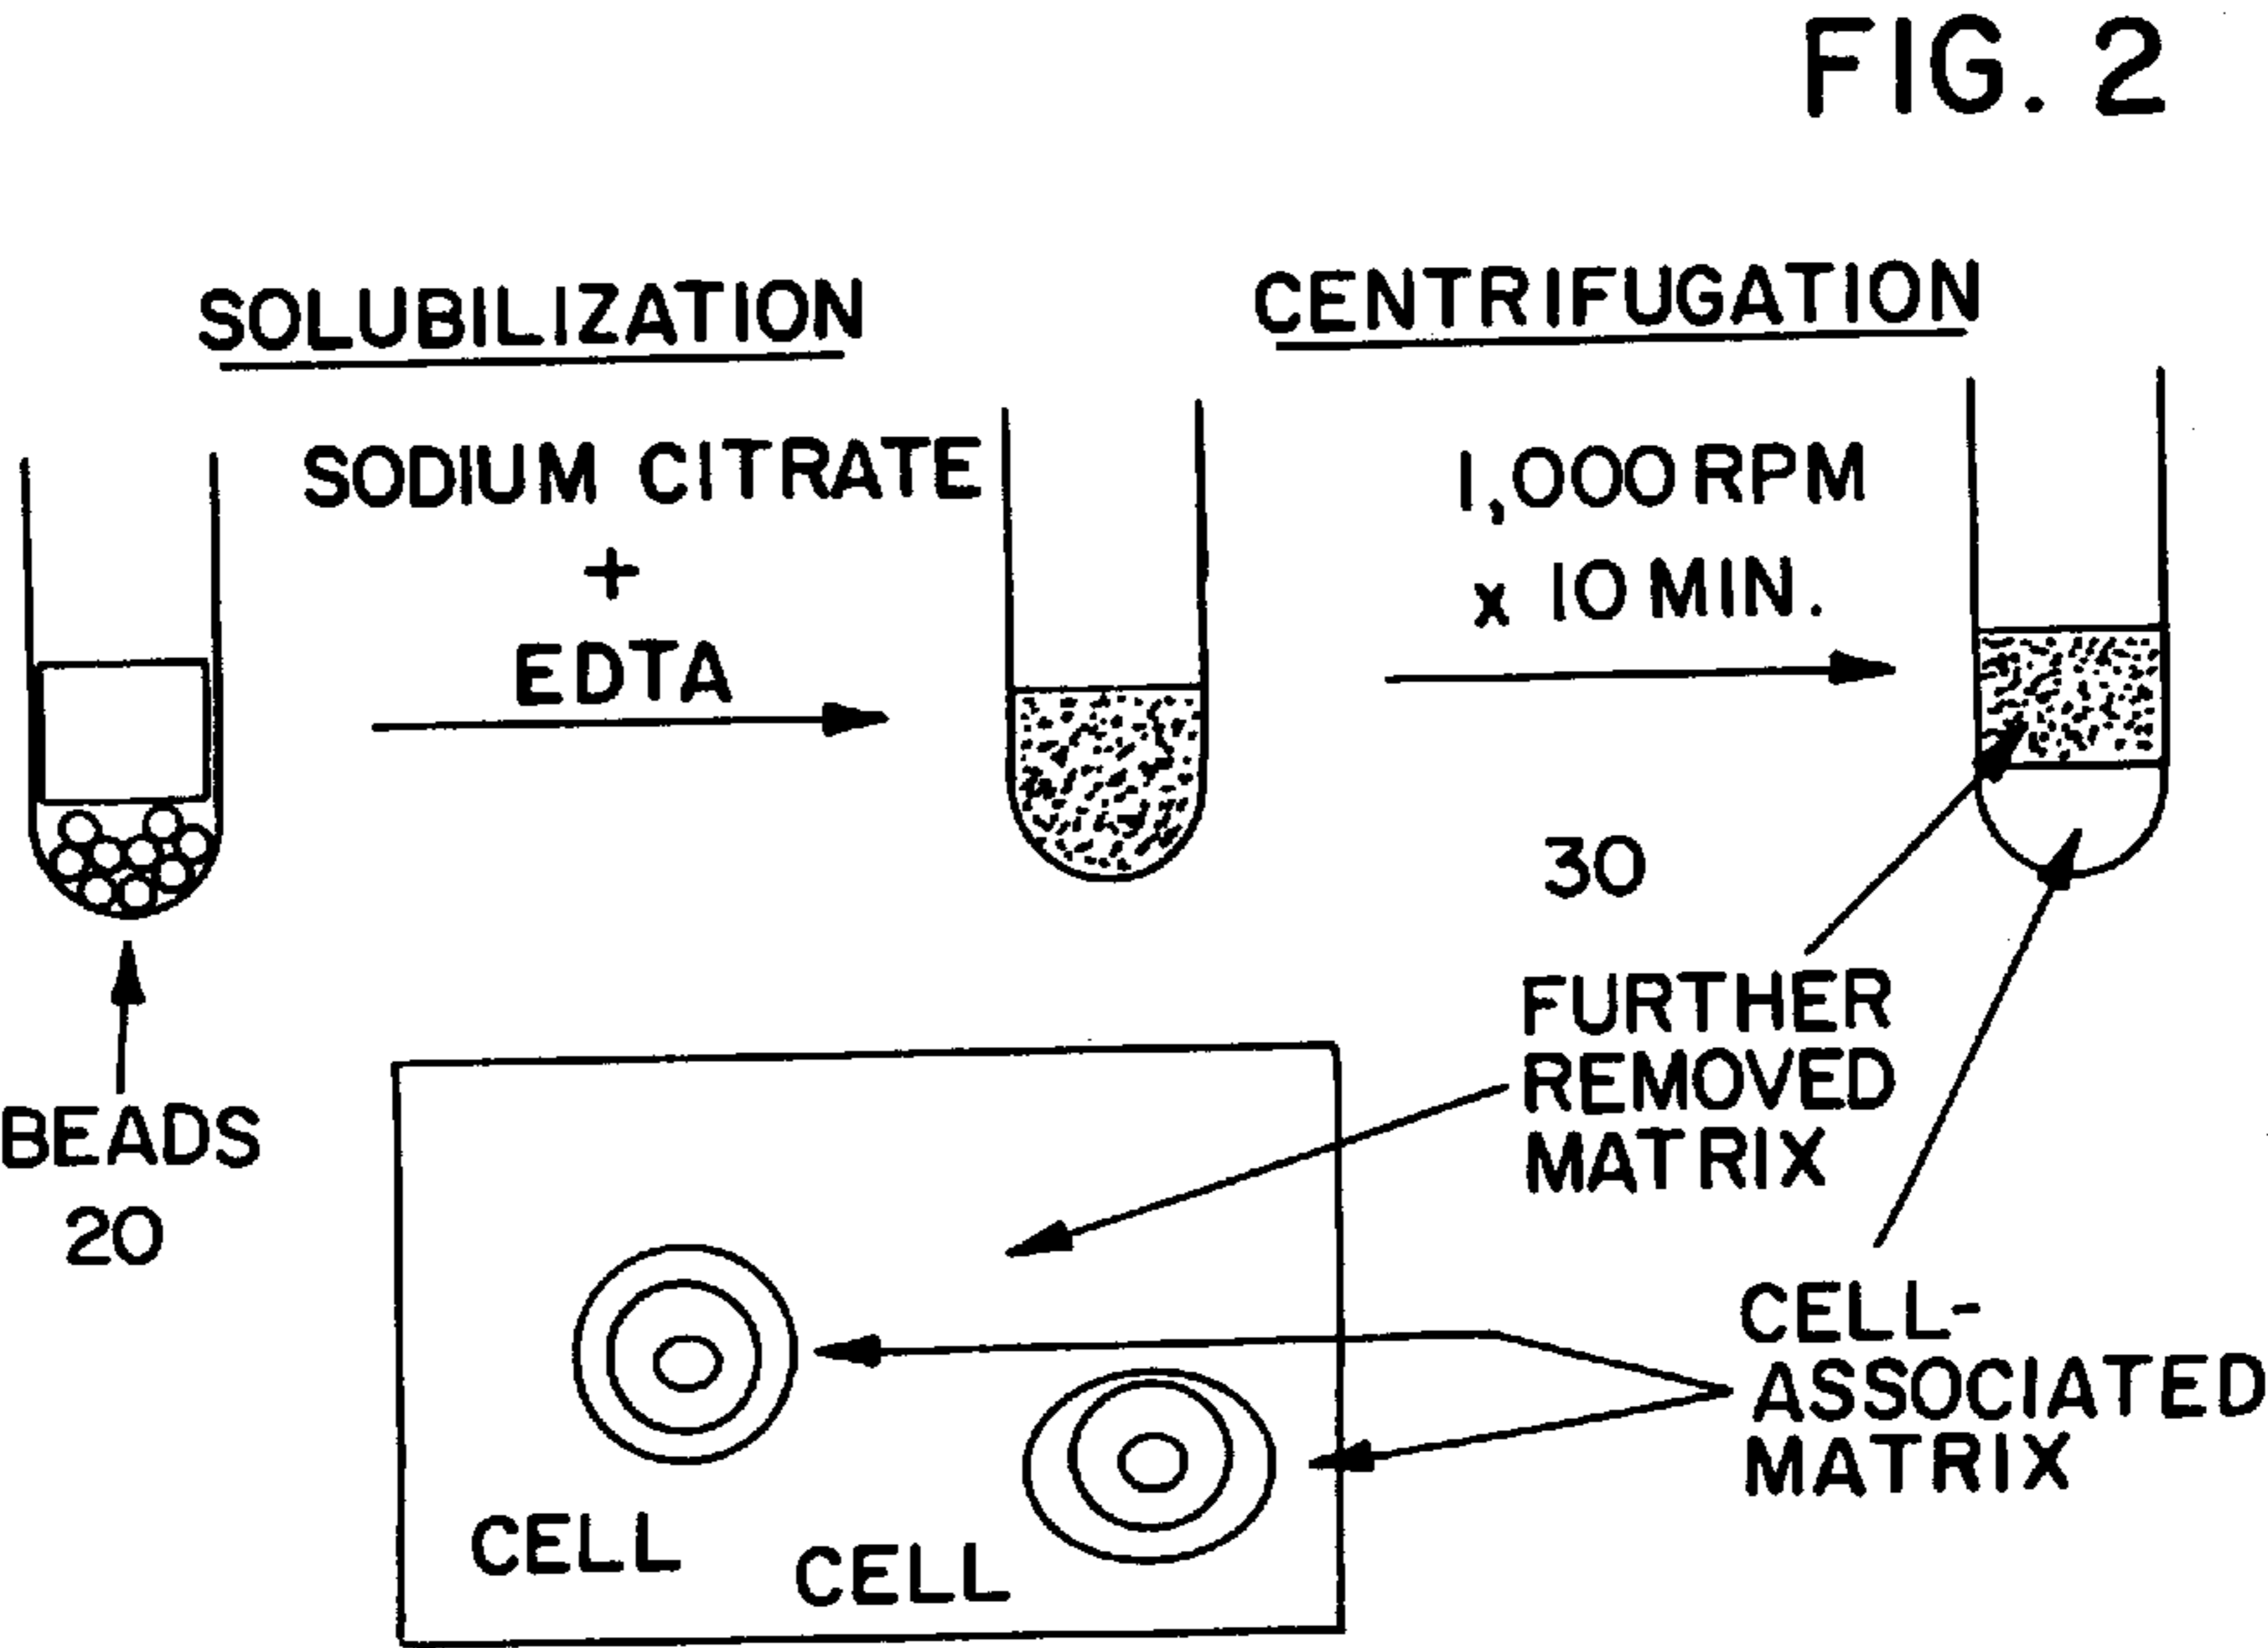 FIG. 2
SOLUBILIZATION
CENTRIFUGATION
SODIUM CITRATE
+
EDTA
1,000 RPM
x 10 MIN.
30
BEADS
20
FURTHER
REMOVED
MATRIX
CELL-
ASSOCIATED
MATRIX
CELL
CELL